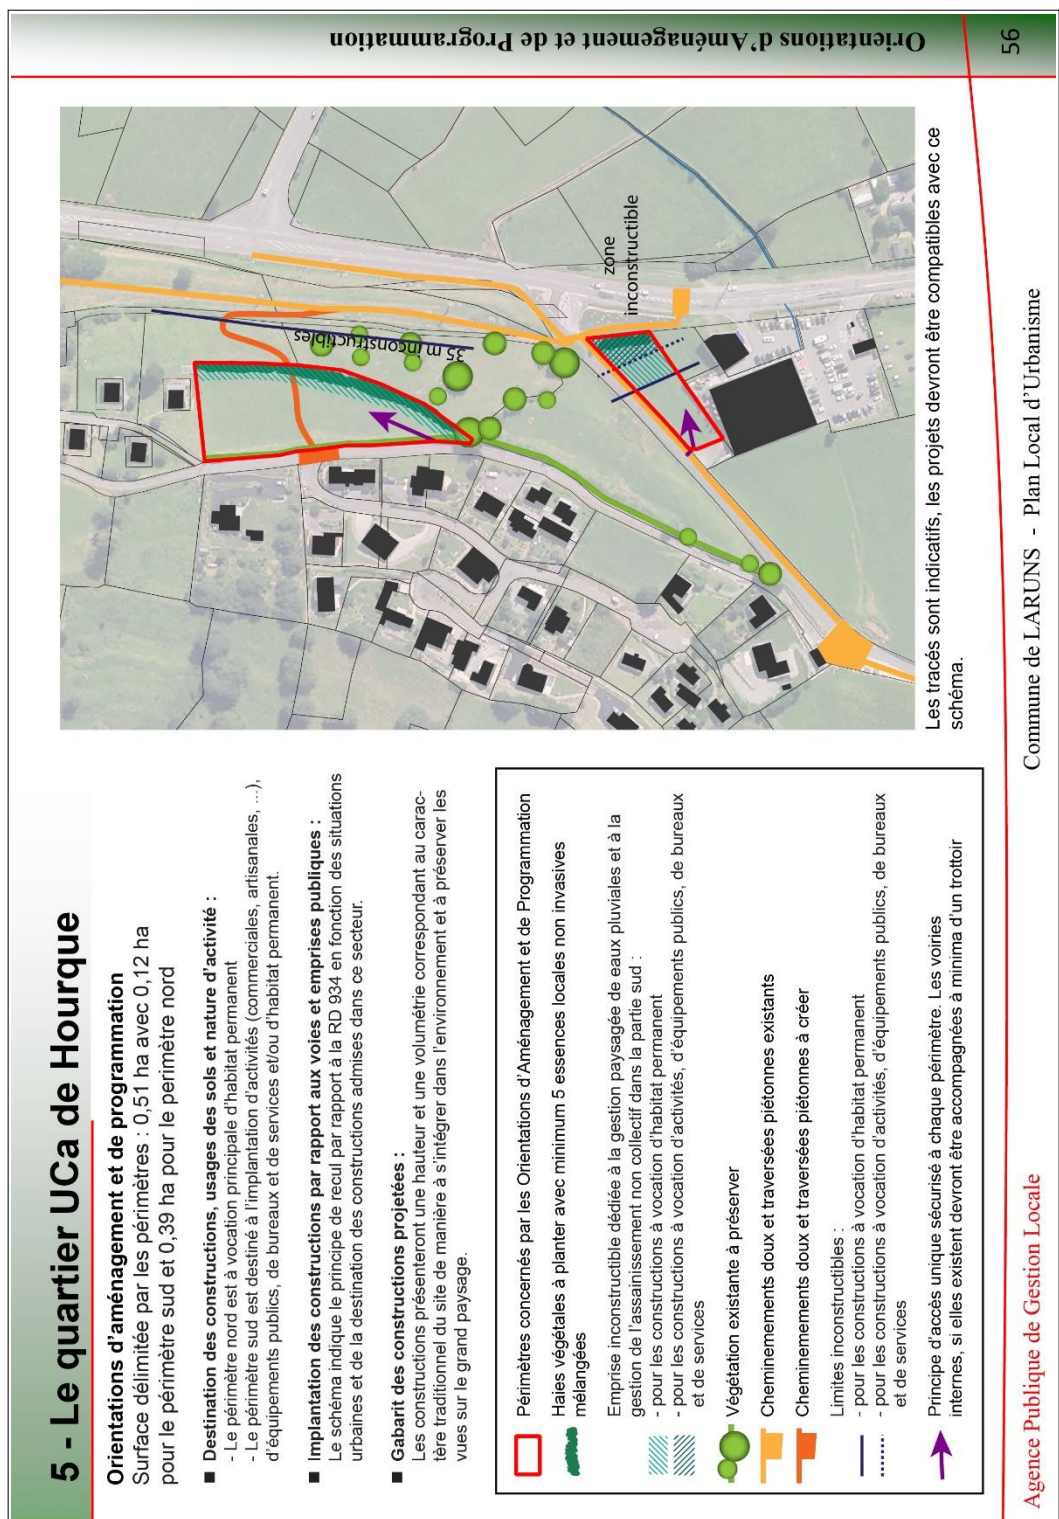 5 - Le quartier UCa de Hourque
Orientations d'aménagement et de programmation
Surface délimitée par les périmètres : 0,51 ha avec 0,12 ha
pour le périmètre sud et 0,39 ha pour le perimètre nord
■ Destination des constructions, usages des sols et nature d'activité :
- Le périmètre nord est à vocation principale d'habitat permanent
- Le périmètre sud est destiné à l'implantation d'activités (commerciales, artisanales, ...),
d'équipements publics, de bureaux et de services et/ou d'habitat permanent.
■ Implantation des constructions par rapport aux voies et emprises publiques :
Le schéma indique le principe de recul par rapport à la RD 934 en fonction des situations
urbaines et de la destination des constructions admises dans ce secteur.
■ Gabarit des constructions projetées :
Les constructions présenteront une hauteur et une volumétrie correspondant au carac-
tère traditionnel du site de manière à s'intégrer dans l'environnement et à préserver les
vues sur le grand paysage.
Périmètres concernés par les Orientations d'Aménagement et de Programmation
Haies végétales à planter avec minimum 5 essences locales non invasives
mélangées
Emprise inconstructible dédiée à la gestion paysagée de eaux pluviales et à la
gestion de l'assainissement non collectif dans la partie sud :
- pour les constructions à vocation d'habitat permanent
- pour les constructions à vocation d'activités, d'équipements publics, de bureaux
et de services
Végétation existante à préserver
Cheminements doux et traversées piétonnes existants
Cheminements doux et traversées piétonnes à créer
Limites inconstructibles :
- pour les constructions à vocation d'habitat permanent
- pour les constructions à vocation d'activités, d'équipements publics, de bureaux
et de services
Principe d'accès unique sécurisé à chaque périmètre. Les voiries
internes, si elles existent devront être accompagnées à minima d'un trottoir
35 m inconstructibles
zone
inconstructible
Les tracés sont indicatifs, les projets devront être compatibles avec ce
schéma.
Orientations d'Aménagement et de Programmation
Agence Publique de Gestion Locale
Commune de LARUNS - Plan Local d'Urbanisme
56